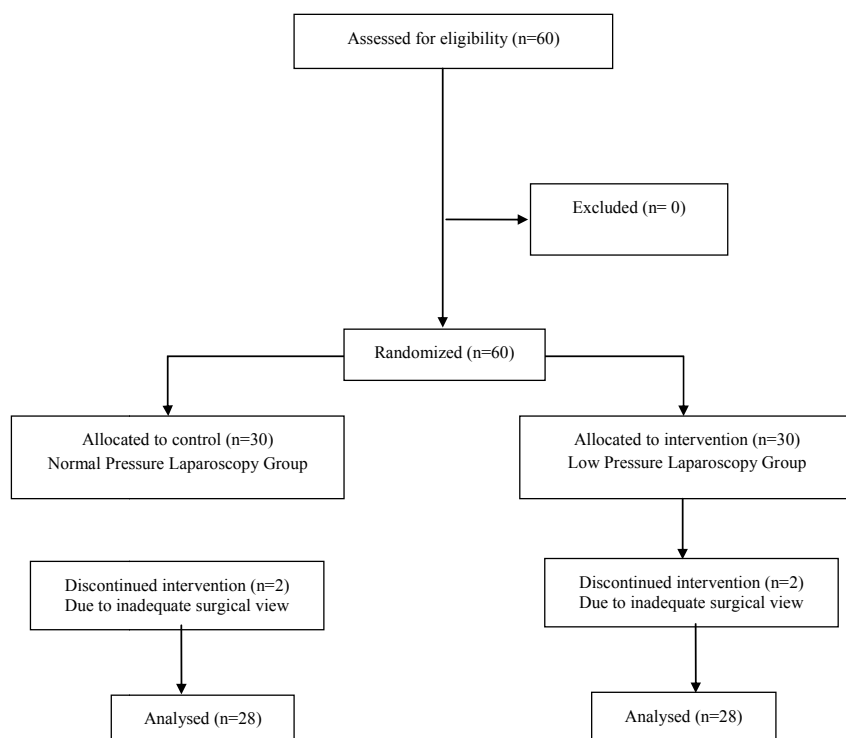 Assessed for eligibility (n=60)
Excluded (n= 0)
Randomized (n=60)
Allocated to control (n=30)
Normal Pressure Laparoscopy Group
Allocated to intervention (n=30)
Low Pressure Laparoscopy Group
Discontinued intervention (n=2)
Due to inadequate surgical view
Discontinued intervention (n=2)
Due to inadequate surgical view
Analysed (n=28)
Analysed (n=28)